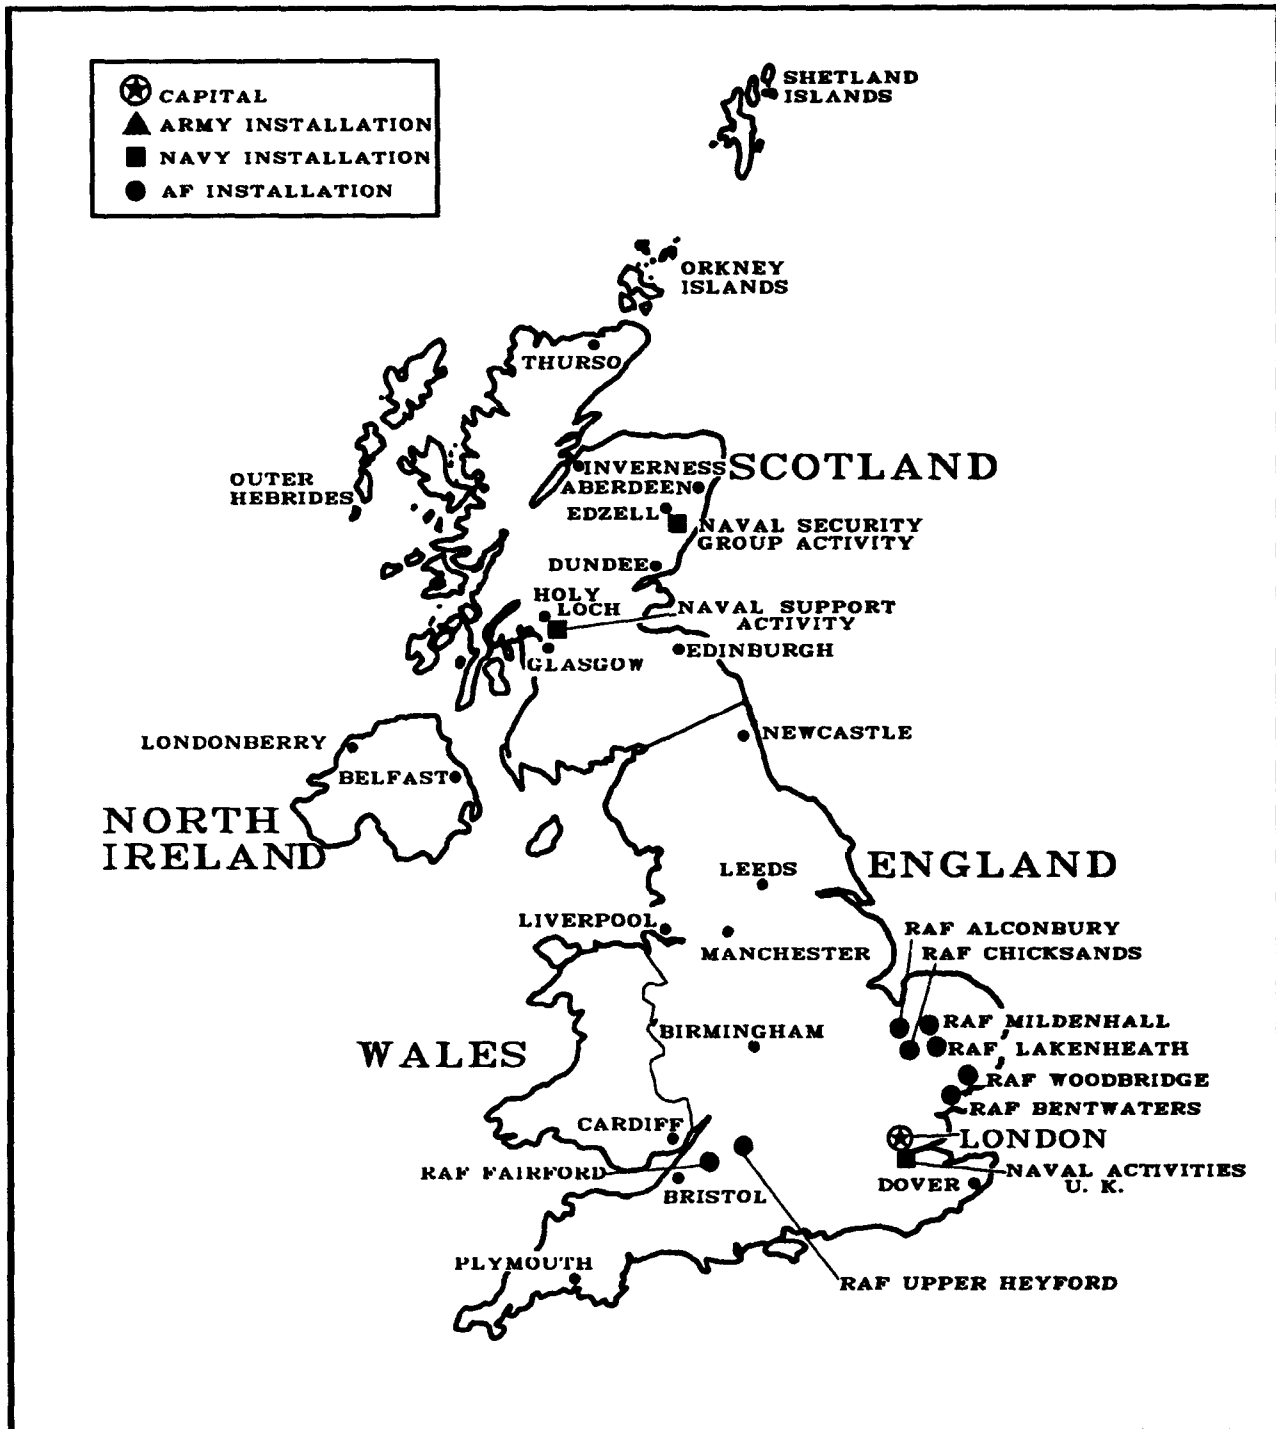 CAPITAL
ARMY INSTALLATION
NAVY INSTALLATION
AF INSTALLATION
SHETLAND
ISLANDS
ORKNEY
ISLANDS
THURSO
OUTER
HEBRIDES
INVERNESS
SCOTLAND
ABERDEEN
EDZELL
NAVAL SECURITY
GROUP ACTIVITY
DUNDEE
HOLY
LOCH
NAVAL SUPPORT
ACTIVITY
EDINBURGH
GLASGOW
LONDONBERRY
NEWCASTLE
BELFAST
NORTH
IRELAND
LEEDS
ENGLAND
LIVERPOOL
MANCHESTER
RAF ALCONBURY
RAF CHICKSANDS
BIRMINGHAM
RAF MILDENHALL
RAF LAKENHEATH
WALES
RAF WOODBRIDGE
RAF BENTWATERS
CARDIFF
LONDON
RAF FAIRFORD
NAVAL ACTIVITIES
U. K.
DOVER
BRISTOL
PLYMOUTH
RAF UPPER HEYFORD